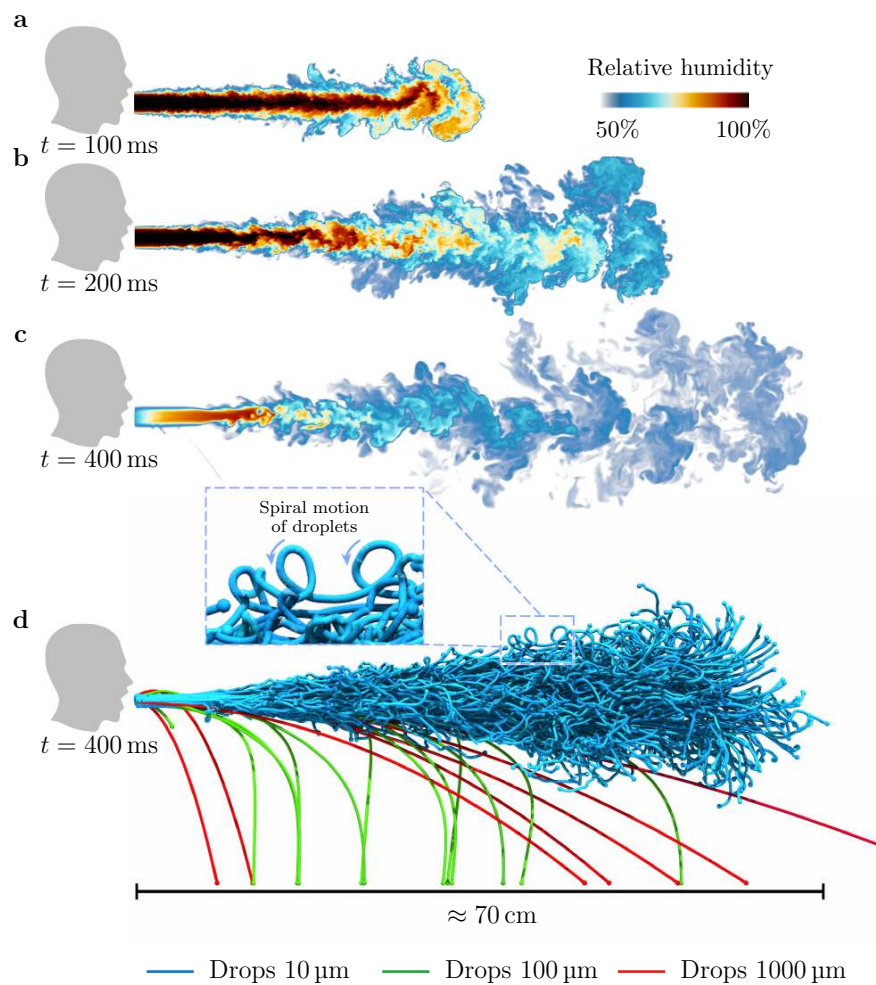 a
Relative humidity
50%
100%
t = 100 ms
b
t = 200 ms
c
t = 400 ms
Spiral motion
of droplets
d
t = 400 ms
≈ 70 cm
Drops 10 µm
Drops 100 µm
Drops 1000 µm